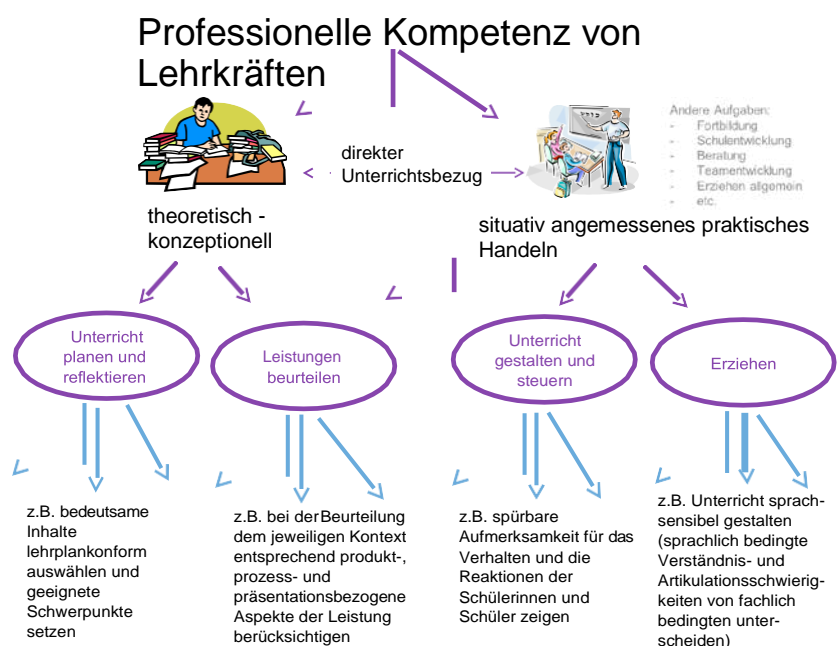 Professionelle Kompetenz von
Lehrkräften
Andere Aufgaben:
- Fortbildung
- Schulentwicklung
- Beratung
- Teamentwicklung
- Erziehen allgemein
- etc.
direkter
Unterrichtsbezug
theoretisch -
konzeptionell
situativ angemessenes praktisches
Handeln
Unterricht
planen und
reflektieren
Leistungen
beurteilen
Unterricht
gestalten und
steuern
Erziehen
z.B. bedeutsame
Inhalte
lehrplankonform
auswählen und
geeignete
Schwerpunkte
setzen
z.B. bei der Beurteilung
dem jeweiligen Kontext
entsprechend produkt-,
prozess- und
präsentationsbezogene
Aspekte der Leistung
berücksichtigen
z.B. spürbare
Aufmerksamkeit für das
Verhalten und die
Reaktionen der
Schülerinnen und
Schüler zeigen
z.B. Unterricht sprach-
sensibel gestalten
(sprachlich bedingte
Verständnis- und
Artikulationsschwierig-
keiten von fachlich
bedingten unter-
scheiden)